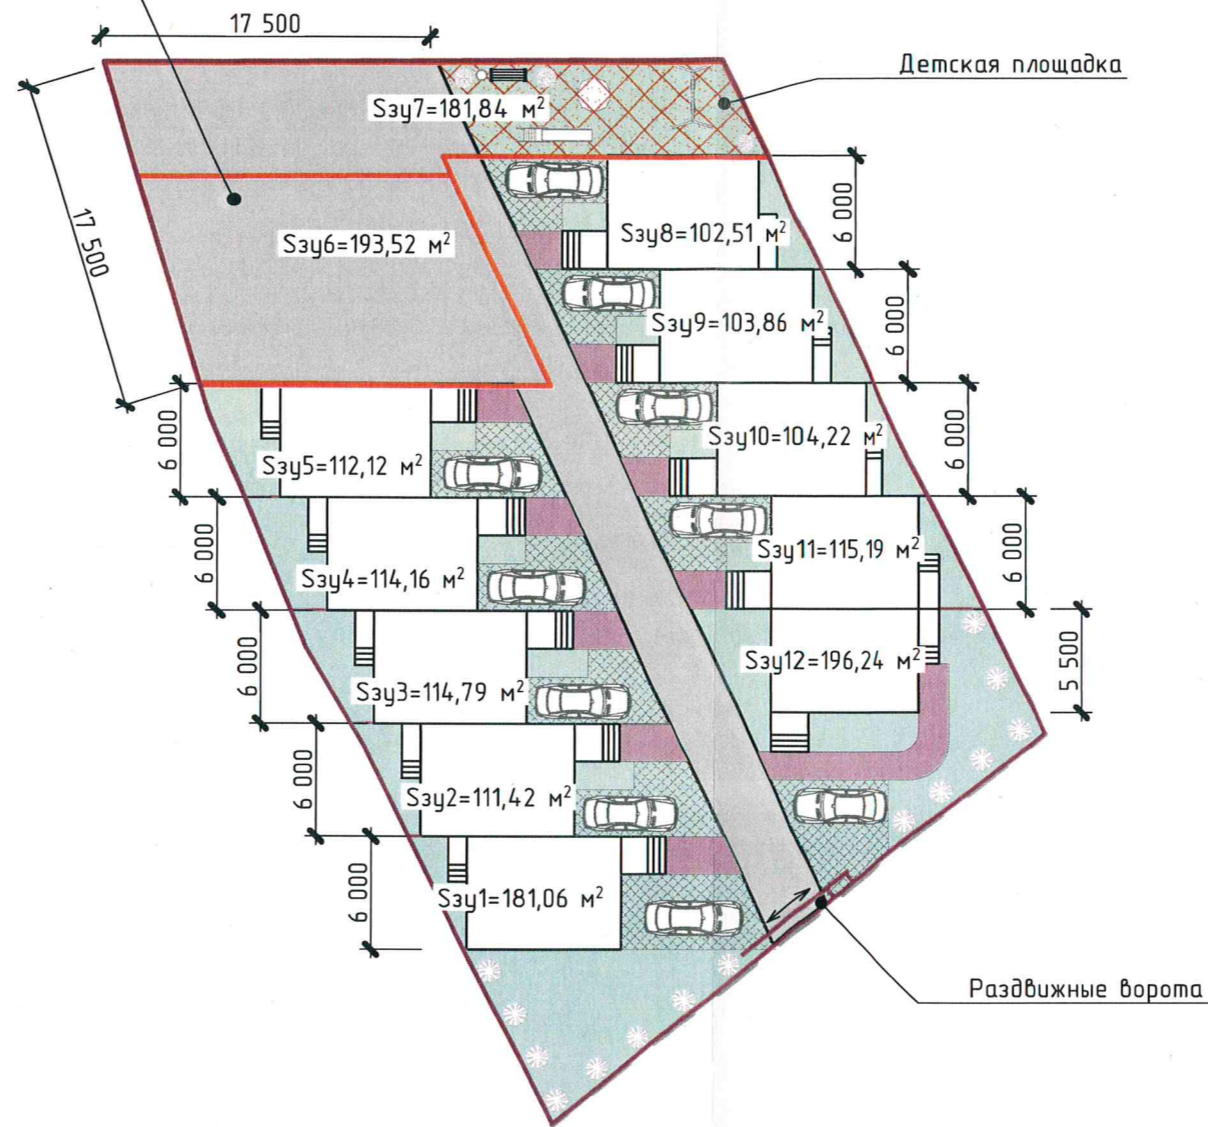 17 500
Детская площадка
Sзу7=181,84 м²
17 500
6 000
Sзу8=102,51 м²
Sзу6=193,52 м²
6 000
Sзу9=103,86 м²
6 000
Sзу10=104,22 м²
6 000
Sзу5=112,12 м²
6 000
Sзу11=115,19 м²
6 000
Sзу4=114,16 м²
5 500
Sзу12=196,24 м²
6 000
Sзу3=114,79 м²
6 000
Sзу2=111,42 м²
6 000
Sзу1=181,06 м²
Раздвижные ворота